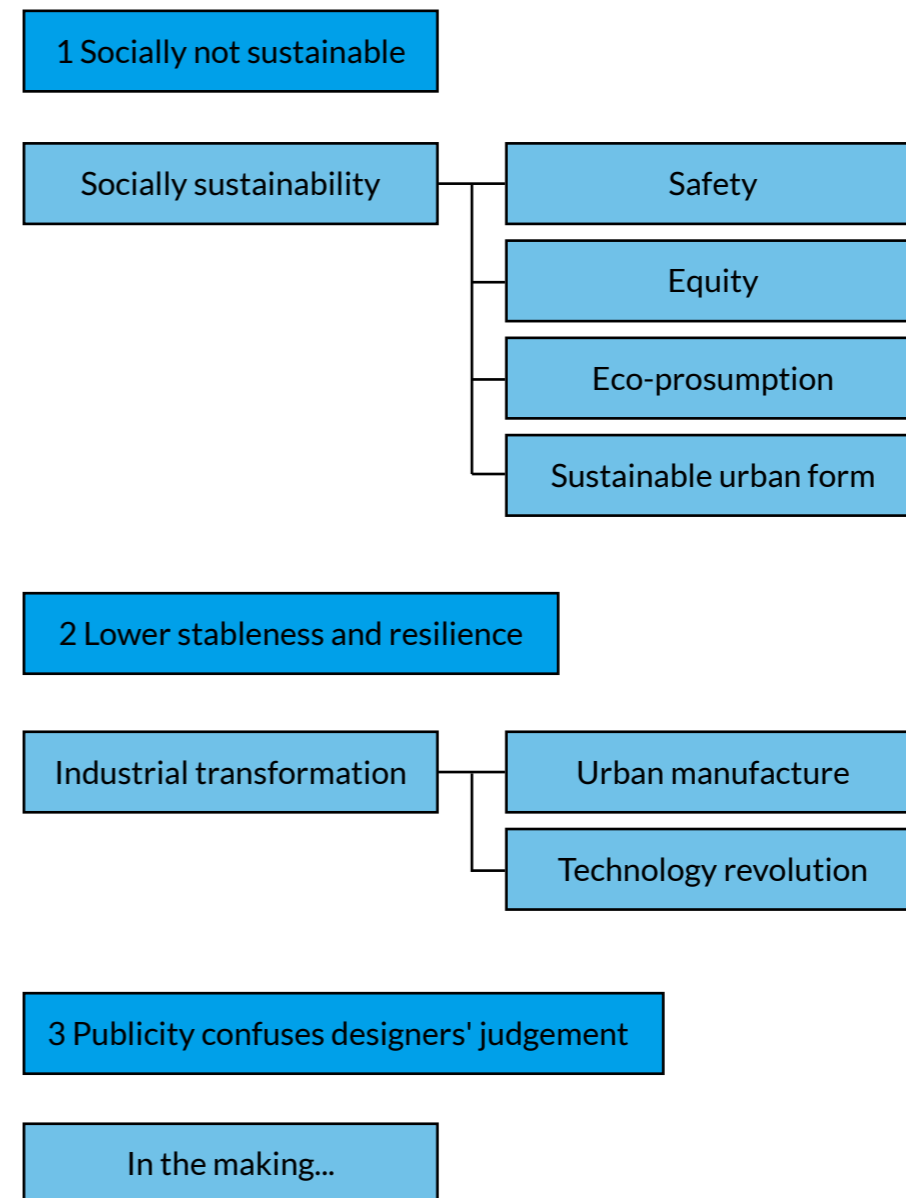 1 Socially not sustainable
Socially sustainability
Safety
Equity
Eco-prosumption
Sustainable urban form
2 Lower stableness and resilience
Industrial transformation
Urban manufacture
Technology revolution
3 Publicity confuses designers' judgement
In the making...